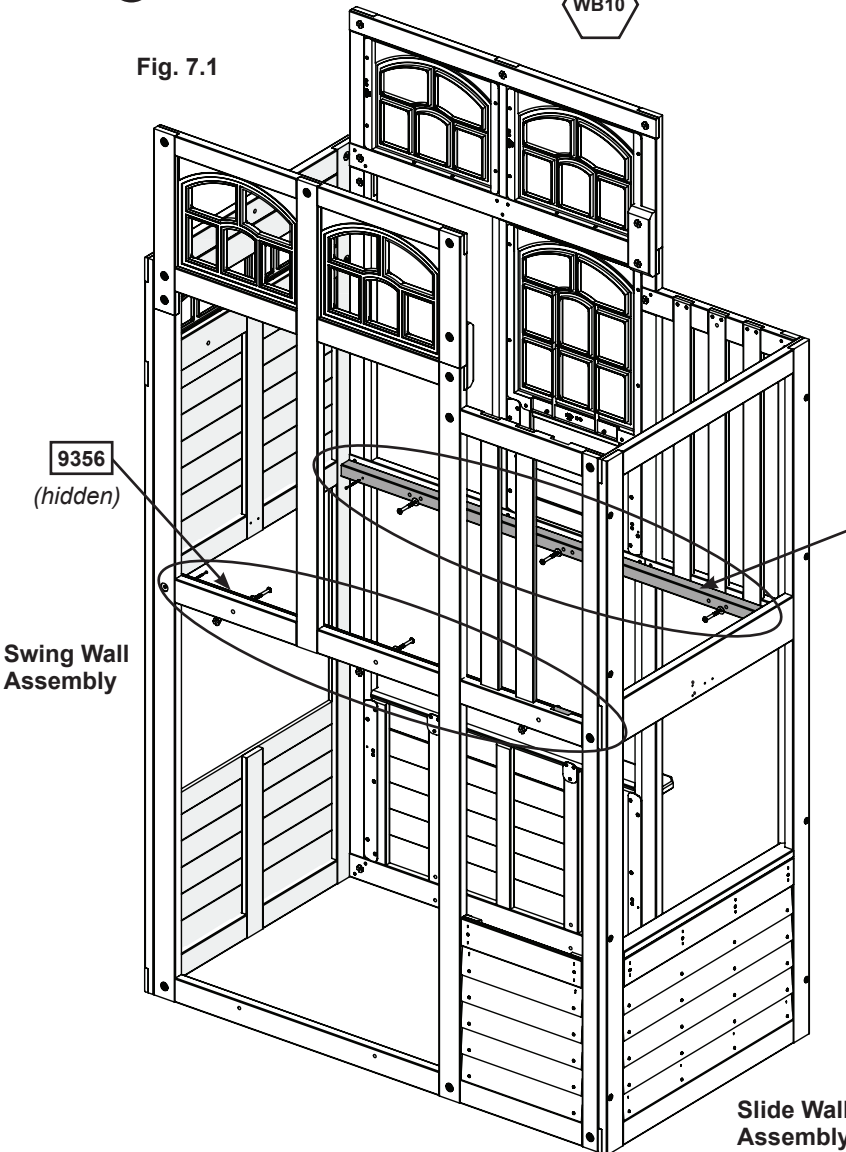 WB10
Fig. 7.1
9356
(hidden)
Swing Wall
Assembly
Slide Wall
Assembly